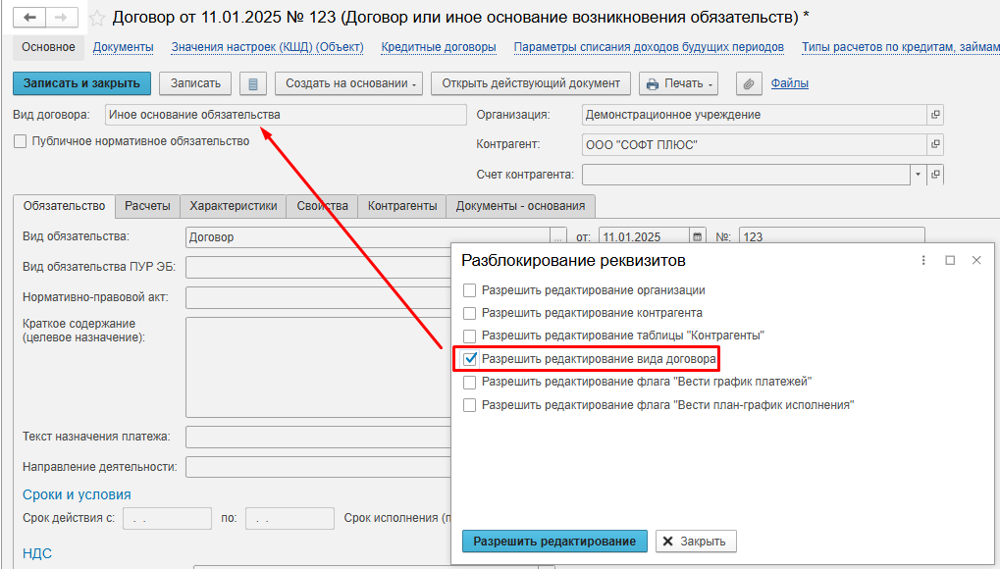 Договор от 11.01.2025 № 123 (Договор или иное основание возникновения обязательств) *
Основное Документы Значения настроек (КШД) (Объект) Кредитные договоры Параметры списания доходов будущих периодов Типы расчетов по кредитам, займам
Записать и закрыть Записать Создать на основании Открыть действующий документ Печать Файлы
Вид договора: Иное основание обязательства Организация: Демонстрационное учреждение
Публичное нормативное обязательство Контрагент: ООО "СОФТ ПЛЮС"
Счет контрагента:
Обязательство Расчеты Характеристики Свойства Контрагенты Документы - основания
Вид обязательства: Договор ... от: 11.01.2025 №: 123
Вид обязательства ПУР ЭБ:
Нормативно-правовой акт:
Краткое содержание
(целевое назначение):
Текст назначения платежа:
Направление деятельности:
Сроки и условия
Срок действия с: . . по: . . Срок исполнения (п
НДС
Разблокирование реквизитов
Разрешить редактирование организации
Разрешить редактирование контрагента
Разрешить редактирование таблицы "Контрагенты"
Разрешить редактирование вида договора
Разрешить редактирование флага "Вести график платежей"
Разрешить редактирование флага "Вести план-график исполнения"
Разрешить редактирование Закрыть